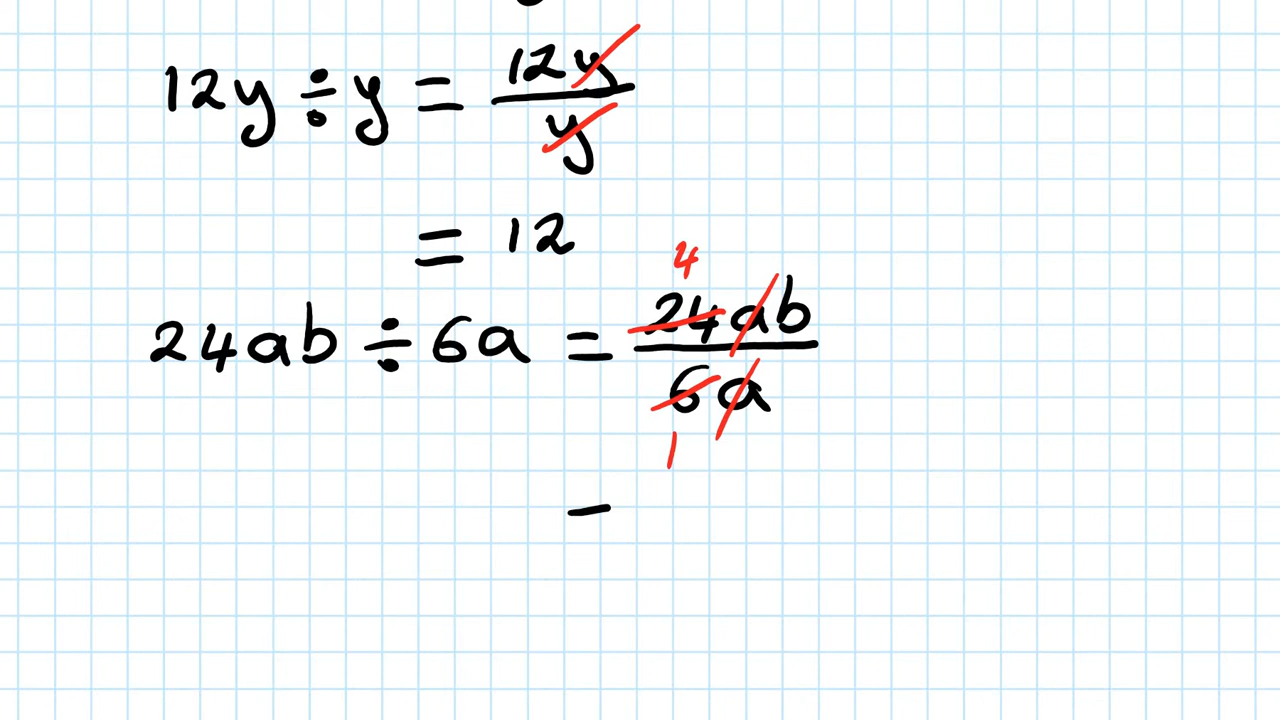 12y ÷ y = 12y/y
= 12
4
24ab ÷ 6a = 24ab/6a
1
−